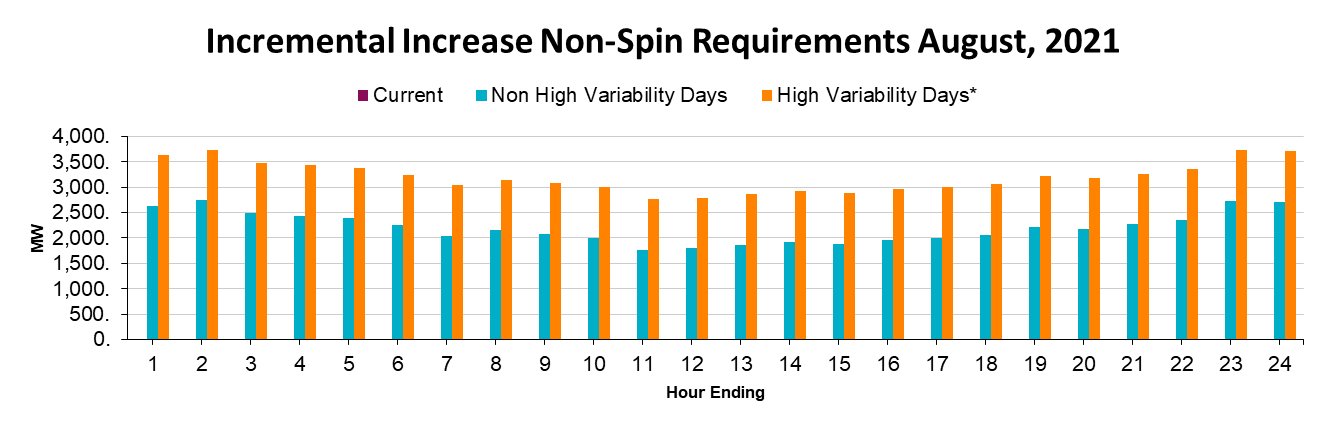 Incremental Increase Non-Spin Requirements August, 2021
Current Non High Variability Days High Variability Days*
4,000.
3,500.
3,000.
2,500.
2,000.
1,500.
1,000.
500.
0.
MW
1 2 3 4 5 6 7 8 9 10 11 12 13 14 15 16 17 18 19 20 21 22 23 24
Hour Ending